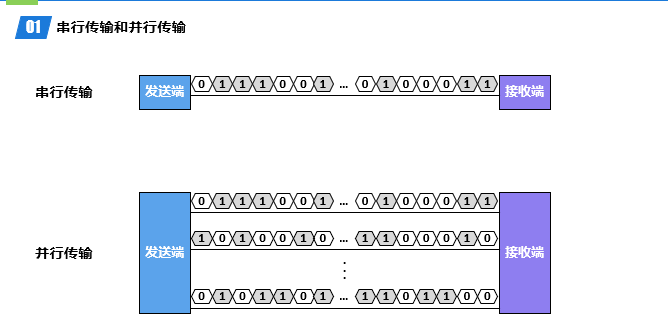 01 串行传输和并行传输
串行传输 发送端 0 1 1 1 0 0 1 ... 0 1 0 0 0 1 1 接收端
0 1 1 1 0 0 1 ... 0 1 0 0 0 1 1
1 0 1 0 0 1 0 ... 1 1 0 0 0 1 0
并行传输 发送端 接收端
0 1 0 1 1 0 1 ... 1 1 0 1 1 0 0